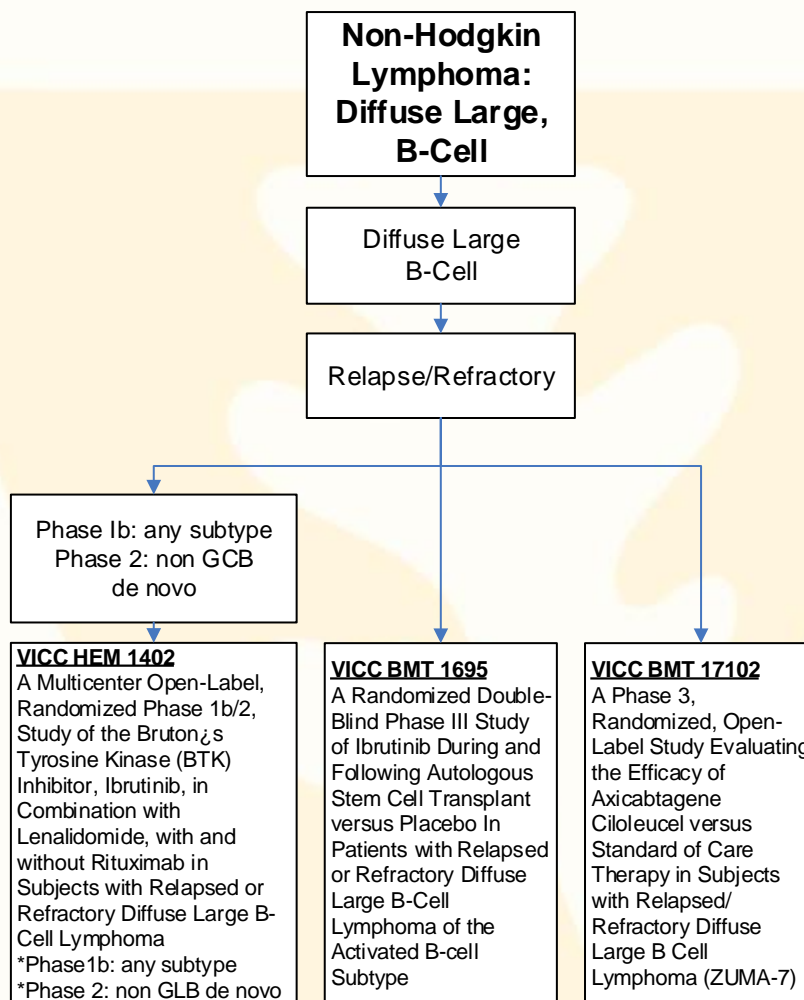 Non-Hodgkin
Lymphoma:
Diffuse Large,
B-Cell
Diffuse Large
B-Cell
Relapse/Refractory
Phase Ib: any subtype
Phase 2: non GCB
de novo
VICC HEM 1402
A Multicenter Open-Label,
Randomized Phase 1b/2,
Study of the Bruton¿s
Tyrosine Kinase (BTK)
Inhibitor, Ibrutinib, in
Combination with
Lenalidomide, with and
without Rituximab in
Subjects with Relapsed or
Refractory Diffuse Large B-
Cell Lymphoma
*Phase1b: any subtype
*Phase 2: non GLB de novo
VICC BMT 1695
A Randomized Double-
Blind Phase III Study
of Ibrutinib During and
Following Autologous
Stem Cell Transplant
versus Placebo In
Patients with Relapsed
or Refractory Diffuse
Large B-Cell
Lymphoma of the
Activated B-cell
Subtype
VICC BMT 17102
A Phase 3,
Randomized, Open-
Label Study Evaluating
the Efficacy of
Axicabtagene
Ciloleucel versus
Standard of Care
Therapy in Subjects
with Relapsed/
Refractory Diffuse
Large B Cell
Lymphoma (ZUMA-7)